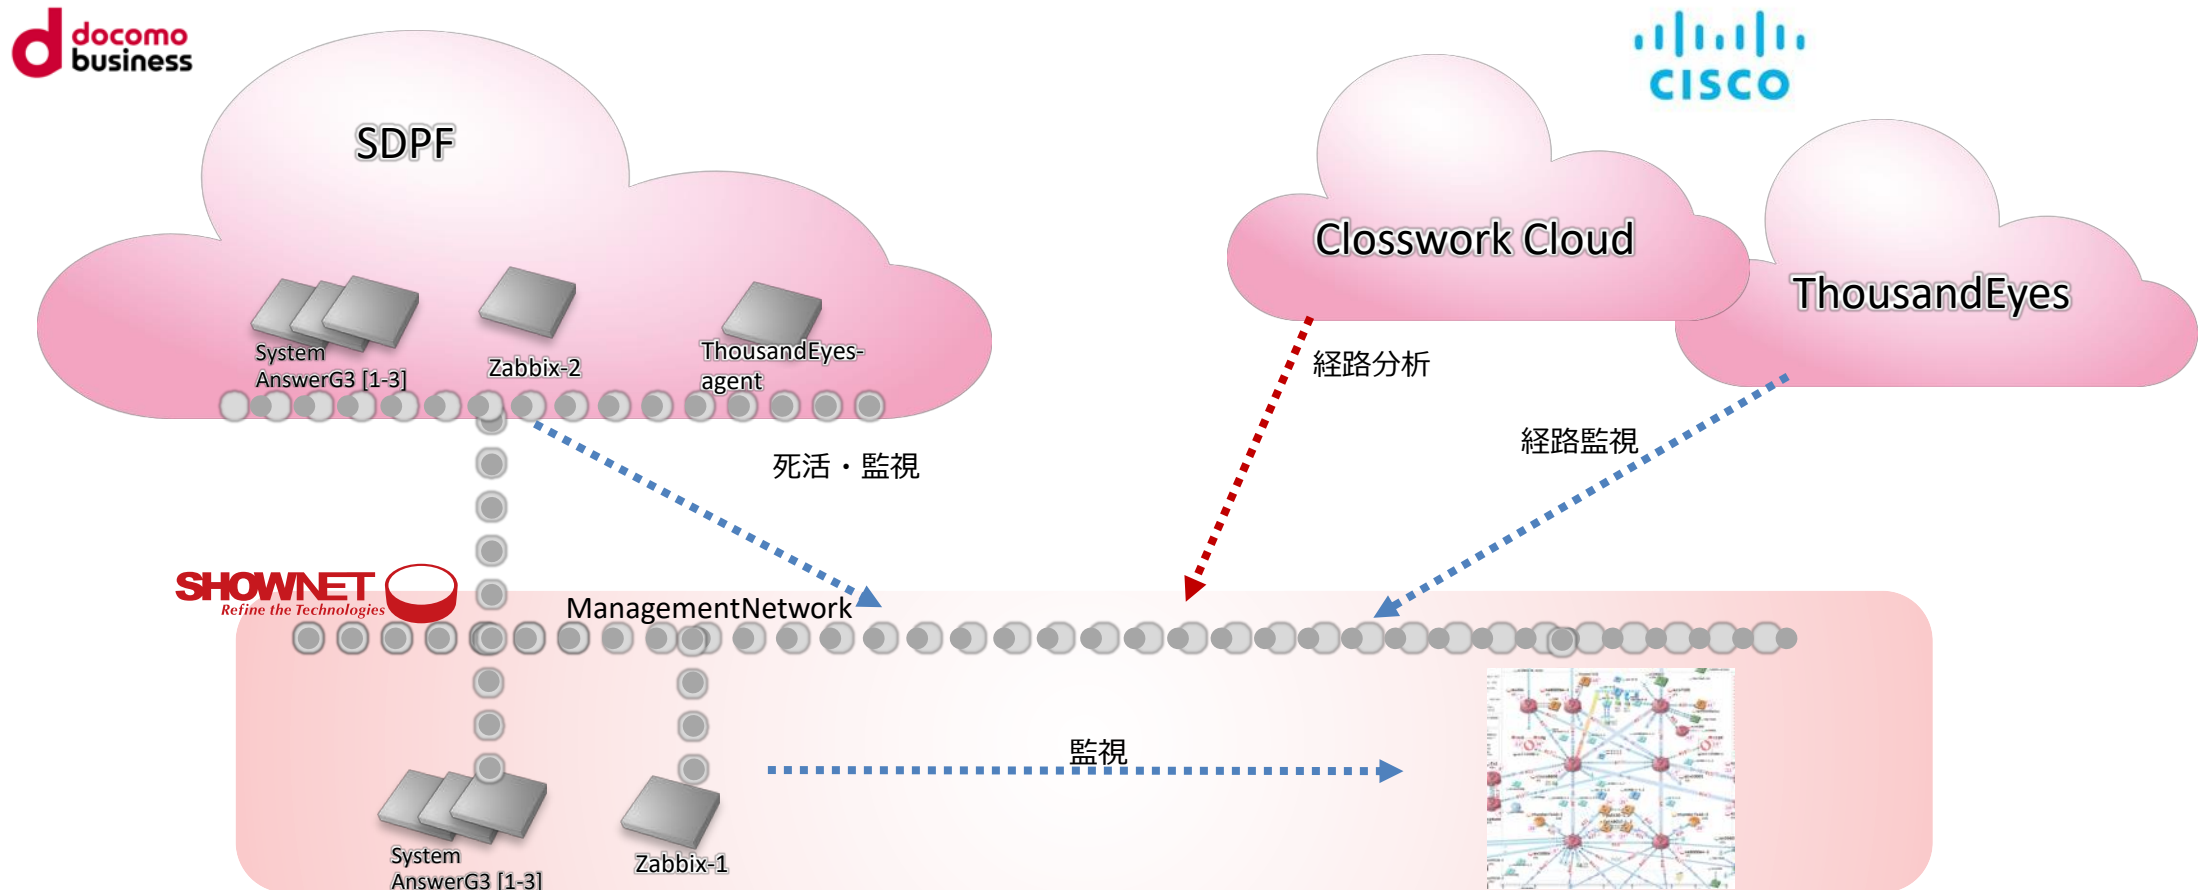 docomo
business
CISCO
SDPF
Closswork Cloud
ThousandEyes
System
AnswerG3 [1-3]
Zabbix-2
ThousandEyes-
agent
経路分析
経路監視
死活・監視
SHOWNET
Refine the Technologies
ManagementNetwork
監視
System
AnswerG3 [1-3]
Zabbix-1